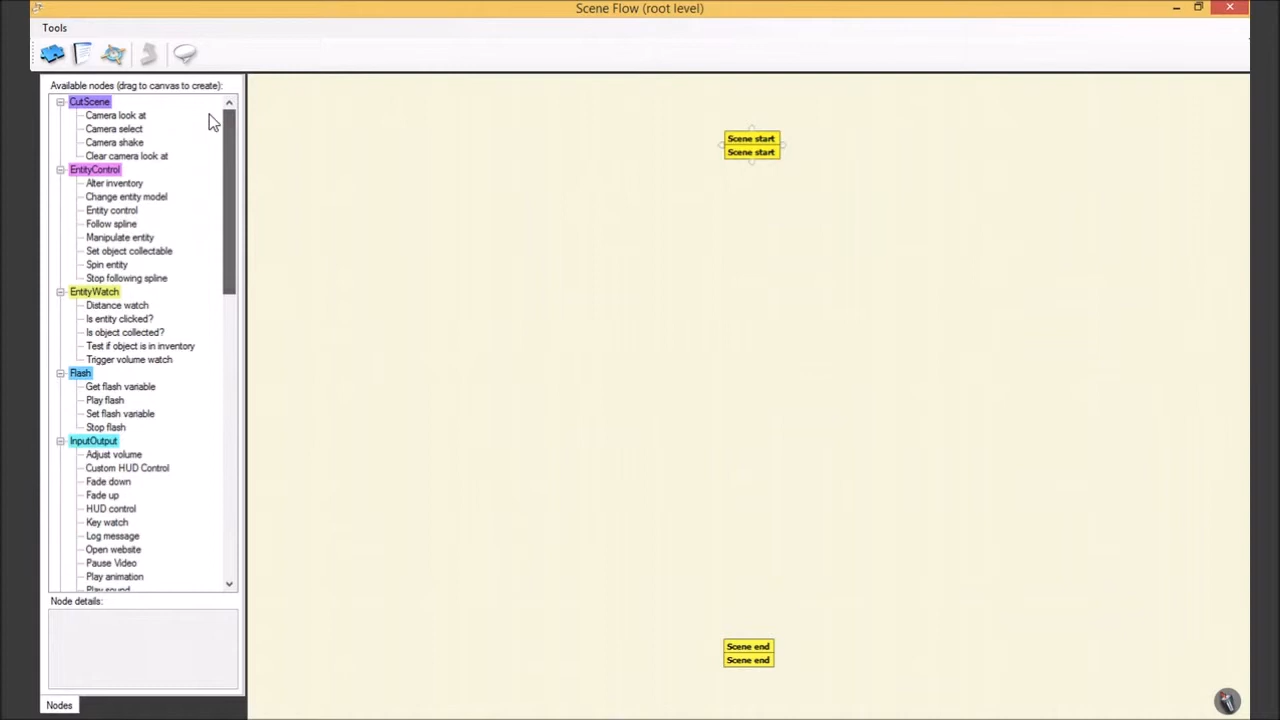 Scene Flow (root level)
Tools
Available nodes (drag to canvas to create):
CutScene
Camera look at
Camera select
Camera shake
Clear camera look at
EntityControl
Alter inventory
Change entity model
Entity control
Follow spline
Manipulate entity
Set object collectable
Spin entity
Stop following spline
EntityWatch
Distance watch
Is entity clicked?
Is object collected?
Test if object is in inventory
Trigger volume watch
Flash
Get flash variable
Play flash
Set flash variable
Stop flash
InputOutput
Adjust volume
Custom HUD Control
Fade down
Fade up
HUD control
Key watch
Log message
Open website
Pause Video
Play animation
Play sound
Node details:
Nodes
Scene start
Scene start
Scene end
Scene end